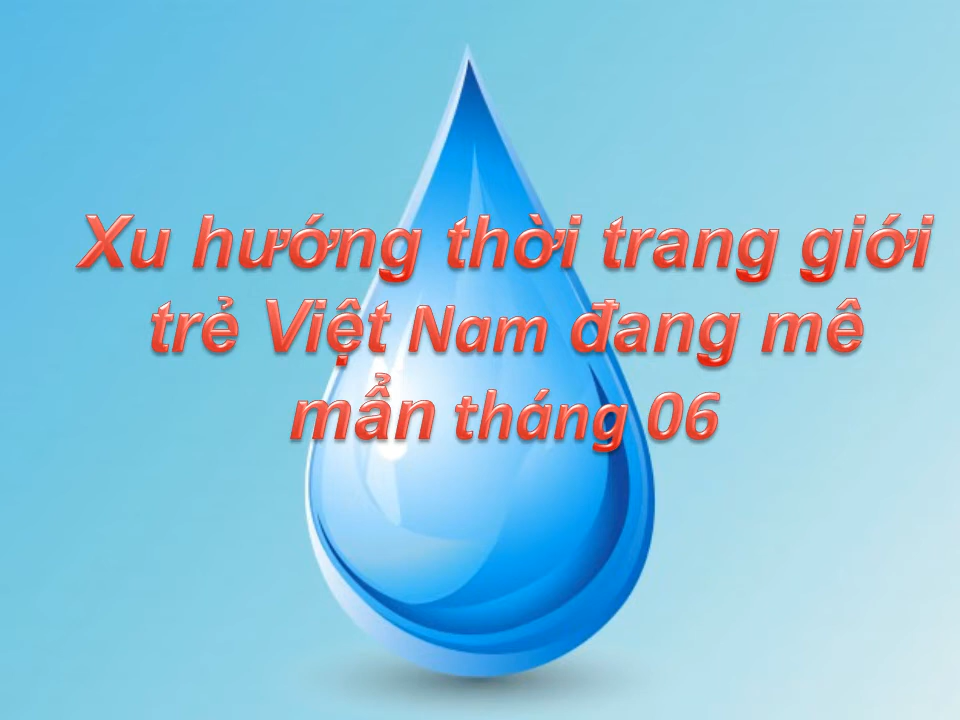 Xu hướng thời trang giới
trẻ Việt Nam đang mê
mẩn tháng 06